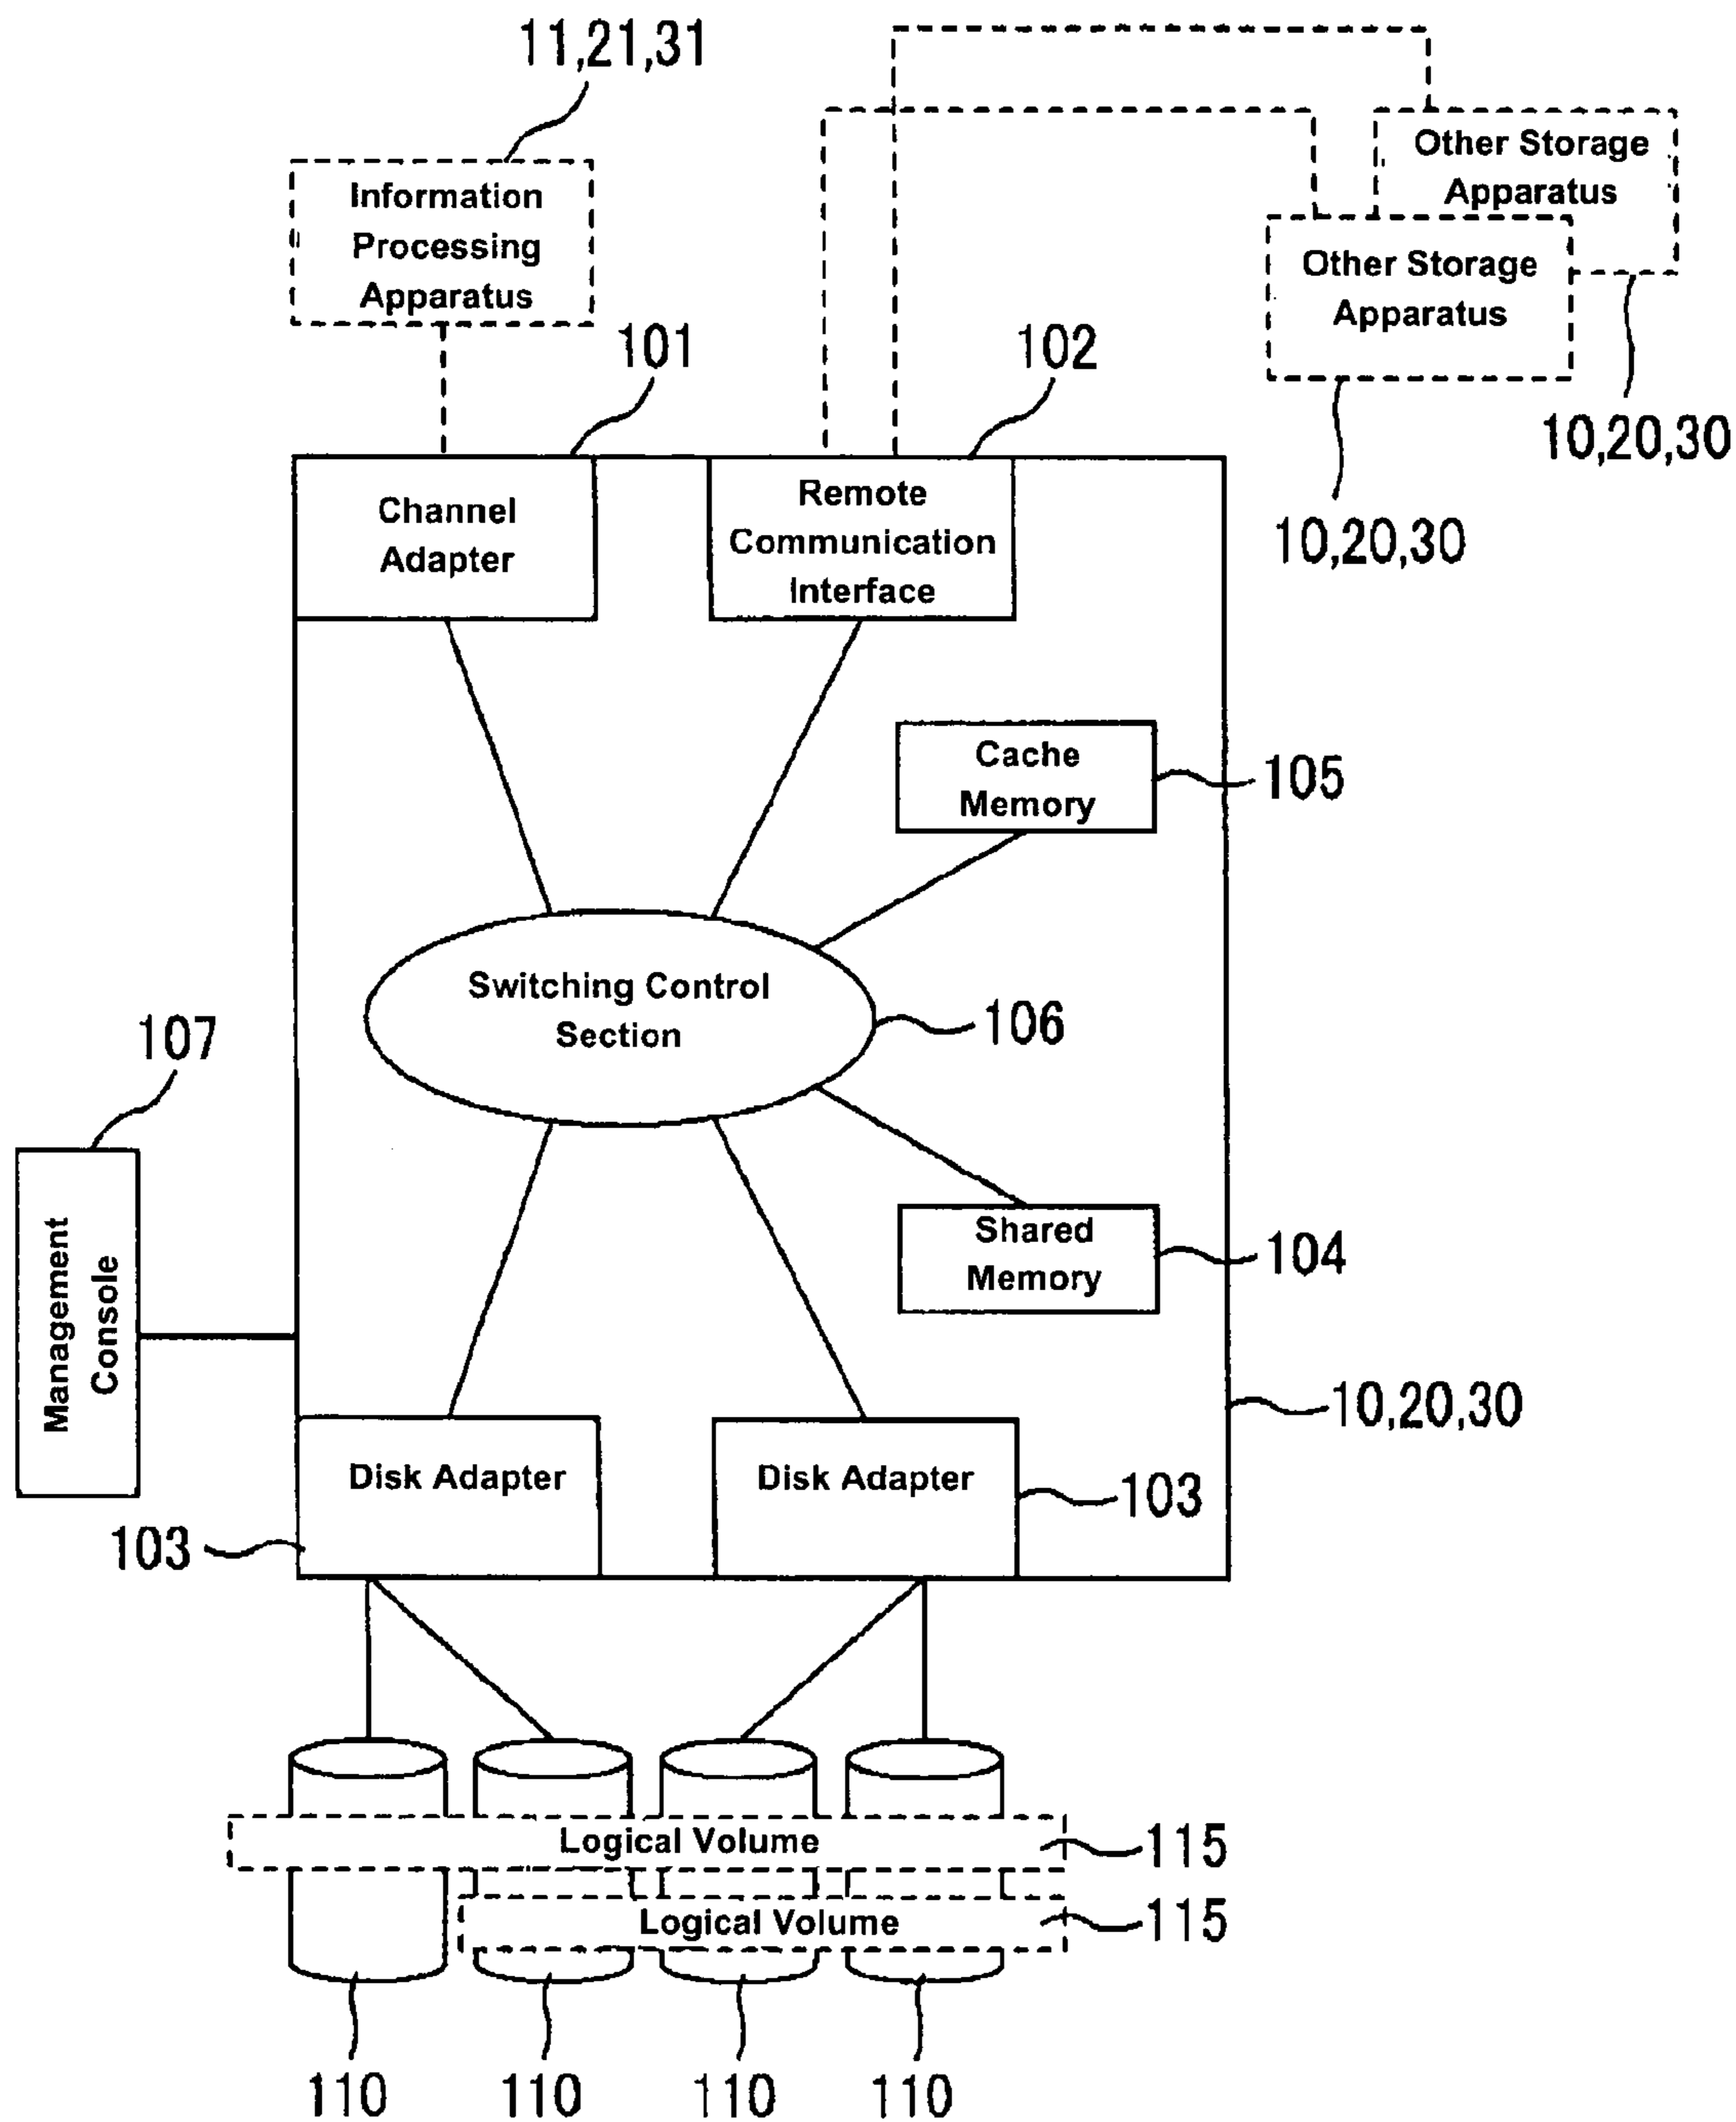 11,21,31
Information
Processing
Apparatus
Other Storage
Apparatus
Other Storage
Apparatus
101
102
10,20,30
10,20,30
Channel
Adapter
Remote
Communication
Interface
Cache
Memory
105
Switching Control
Section
106
107
Management
Console
Shared
Memory
104
10,20,30
Disk Adapter
Disk Adapter
103
103
Logical Volume
115
Logical Volume
115
110
110
110
110